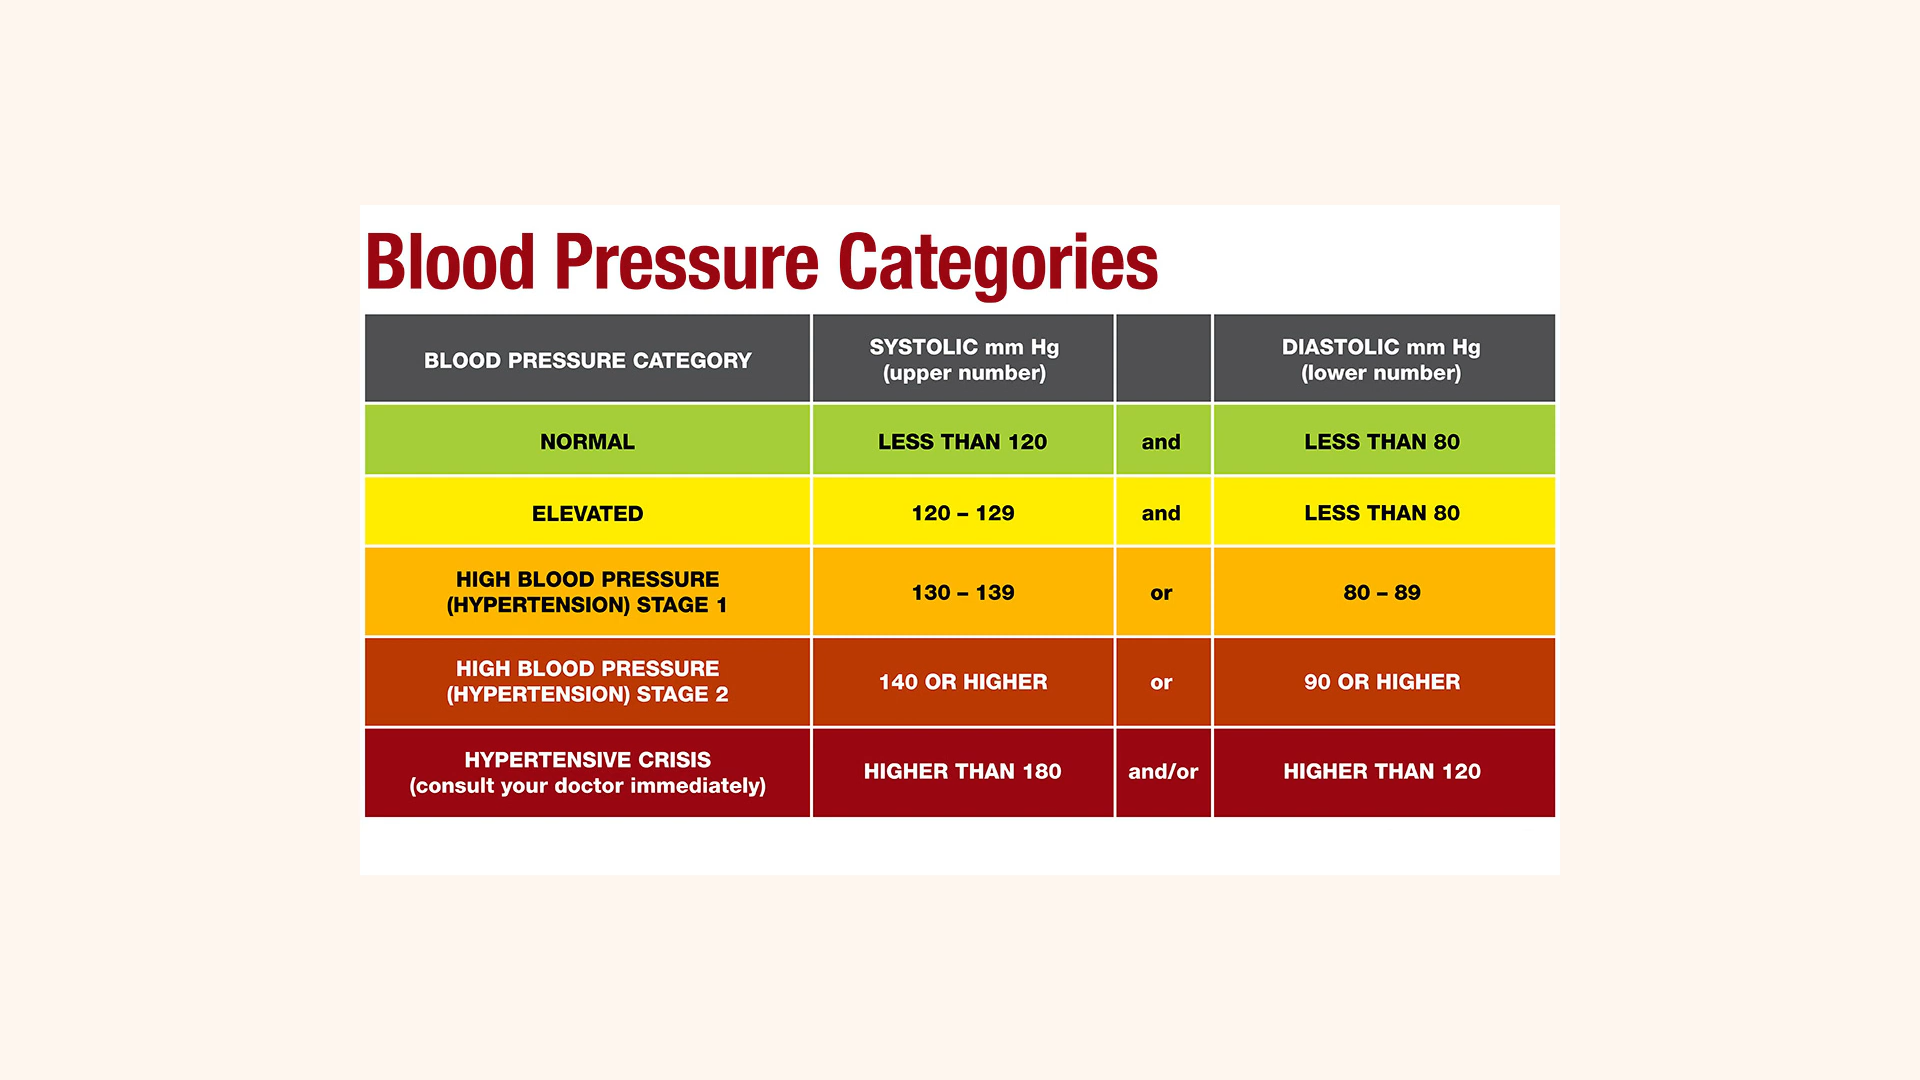 Blood Pressure Categories
BLOOD PRESSURE CATEGORY
SYSTOLIC mm Hg
(upper number)
DIASTOLIC mm Hg
(lower number)
NORMAL
LESS THAN 120
and
LESS THAN 80
ELEVATED
120 – 129
and
LESS THAN 80
HIGH BLOOD PRESSURE
(HYPERTENSION) STAGE 1
130 – 139
or
80 – 89
HIGH BLOOD PRESSURE
(HYPERTENSION) STAGE 2
140 OR HIGHER
or
90 OR HIGHER
HYPERTENSIVE CRISIS
(consult your doctor immediately)
HIGHER THAN 180
and/or
HIGHER THAN 120